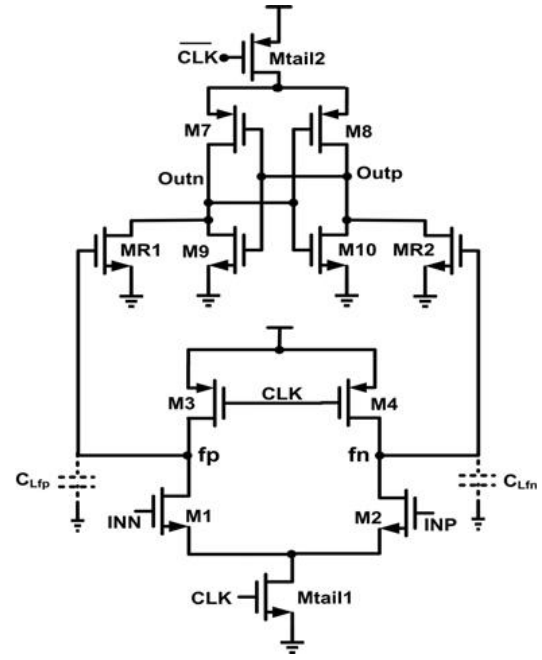 CLK
Mtail2
M7
M8
Outn
Outp
MR1
M9
M10
MR2
M3
CLK
M4
fp
fn
CLfp
CLfn
INN
M1
M2
INP
CLK
Mtail1